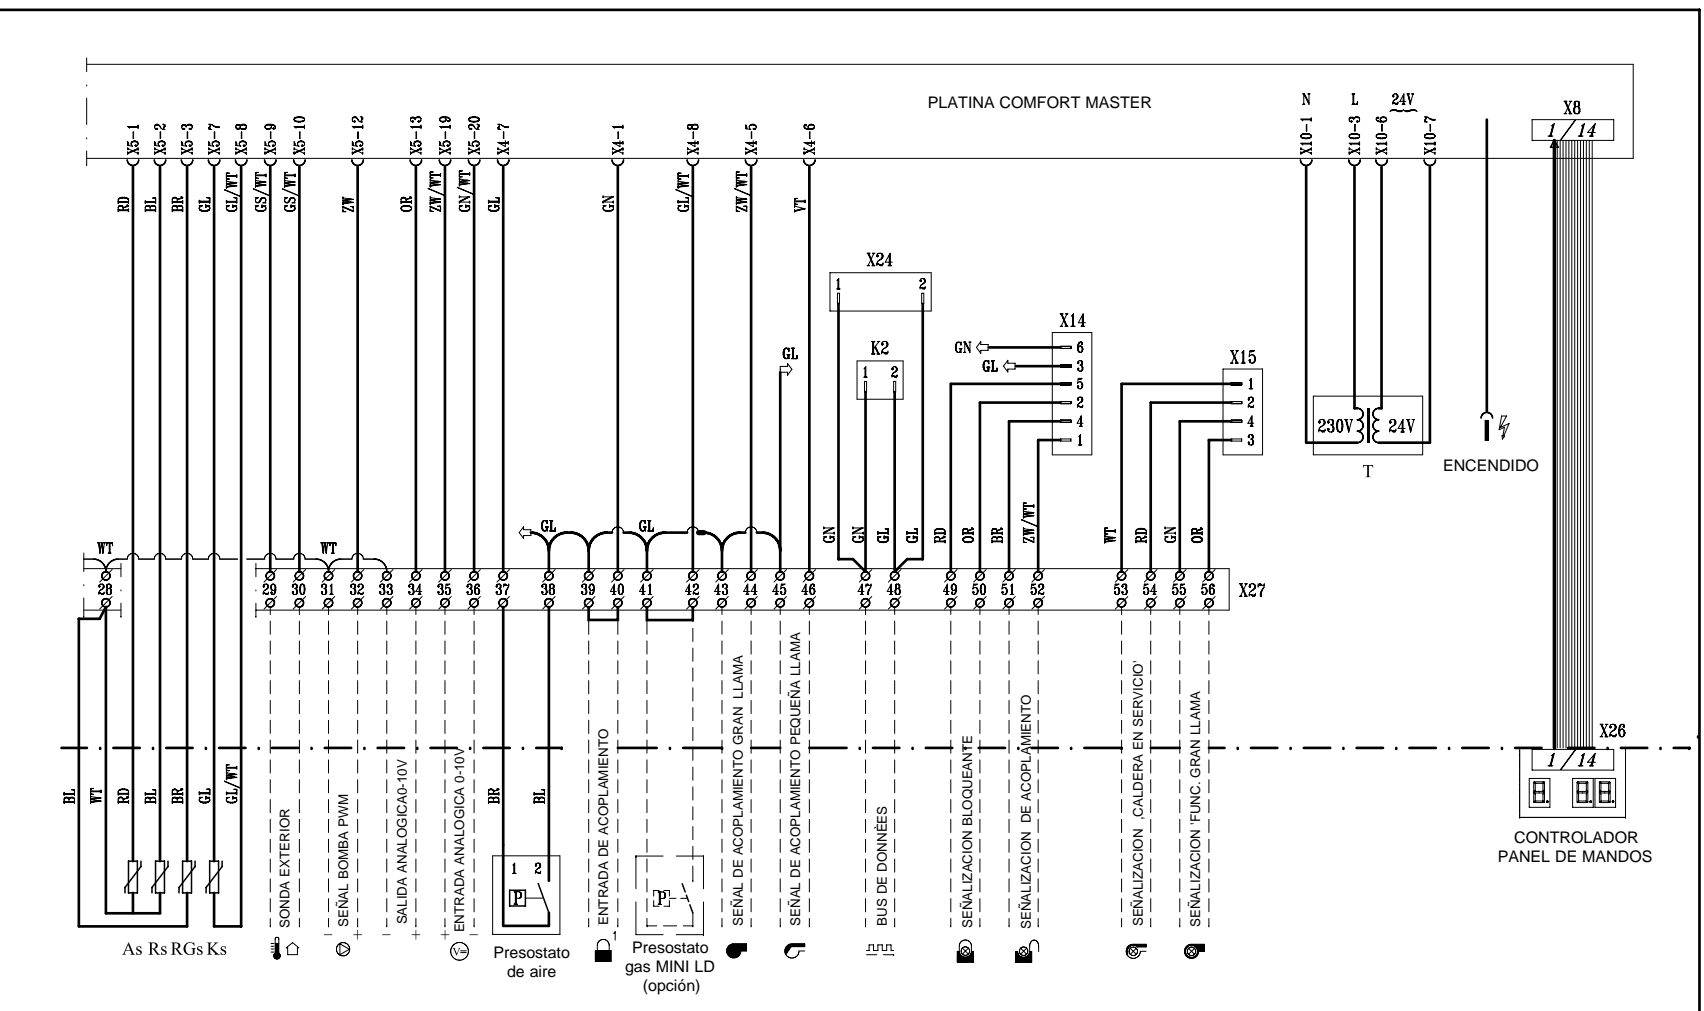 PLATINA COMFORT MASTER
N L 24V
X8
1 / 14
X5-1 X5-2 X5-3 X5-7 X5-8 X5-9 X5-10 X5-12 X5-13 X5-19 X5-20 X4-7 X4-1 X4-8 X4-5 X4-6 X10-1 X10-3 X10-6 X10-7
RD BL BR GL GL/WT GS/WT GS/WT ZW OR ZW/WT GN/WT GL GN GL/WT ZW/WT VT
X24
1 2
X14
GN 6
GL 3
5
2
4
1
K2
1 2
GL
X15
1
2
4
3
230V 24V
T
ENCENDIDO
WT WT GL GL GN GN GL GL RD OR BR ZW/WT WT RD GN OR
28 29 30 31 32 33 34 35 36 37 38 39 40 41 42 43 44 45 46 47 48 49 50 51 52 53 54 55 56 X27
BL WT RD BL BR GL GL/WT
SONDA EXTERIOR
SEÑAL BOMBA PWM
- +
SALIDA ANALOGICA0-10V
- +
ENTRADA ANALOGICA 0-10V
+ -
V=
BR BL
1 2
P
ENTRADA DE ACOPLAMIENTO
1
P
SEÑAL DE ACOPLAMIENTO GRAN LLAMA
SEÑAL DE ACOPLAMIENTO PEQUEÑA LLAMA
BUS DE DONNÉES
SEÑALIZACION BLOQUEANTE
SEÑALIZACION DE ACOPLAMIENTO
SEÑALIZACION ,CALDERA EN SERVICIO'
SEÑALIZACION 'FUNC. GRAN LLAMA
X26
1 / 14
8. 8.8.
CONTROLADOR
PANEL DE MANDOS
As Rs RGs Ks
Presostato
de aire
Presostato
gas MINI LD
(opción)